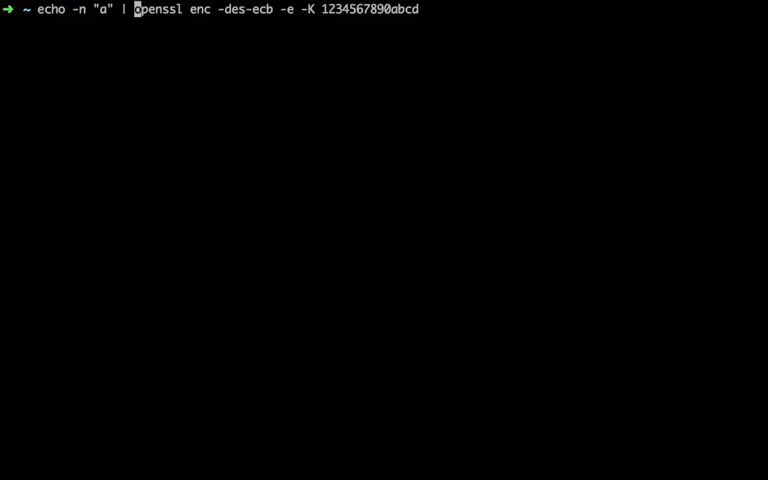 ➜ ~ echo -n "a" | openssl enc -des-ecb -e -K 1234567890abcd